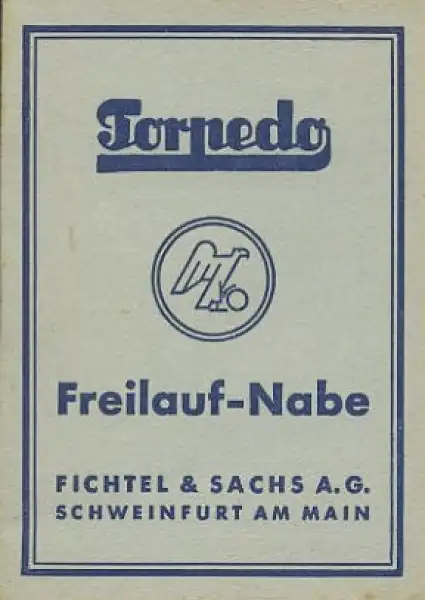 Torpedo
Freilauf-Nabe
FICHTEL & SACHS A.G.
SCHWEINFURT AM MAIN